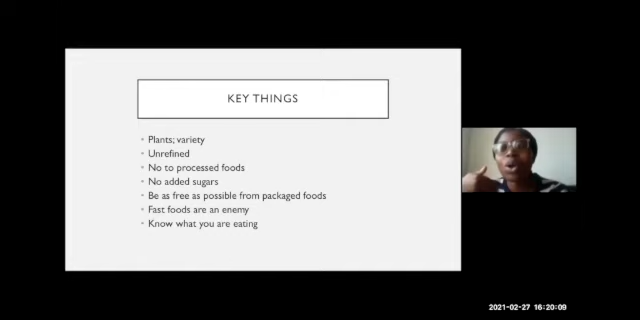 KEY THINGS
• Plants; variety
• Unrefined
• No to processed foods
• No added sugars
• Be as free as possible from packaged foods
• Fast foods are an enemy
• Know what you are eating
2021-02-27 16:20:09